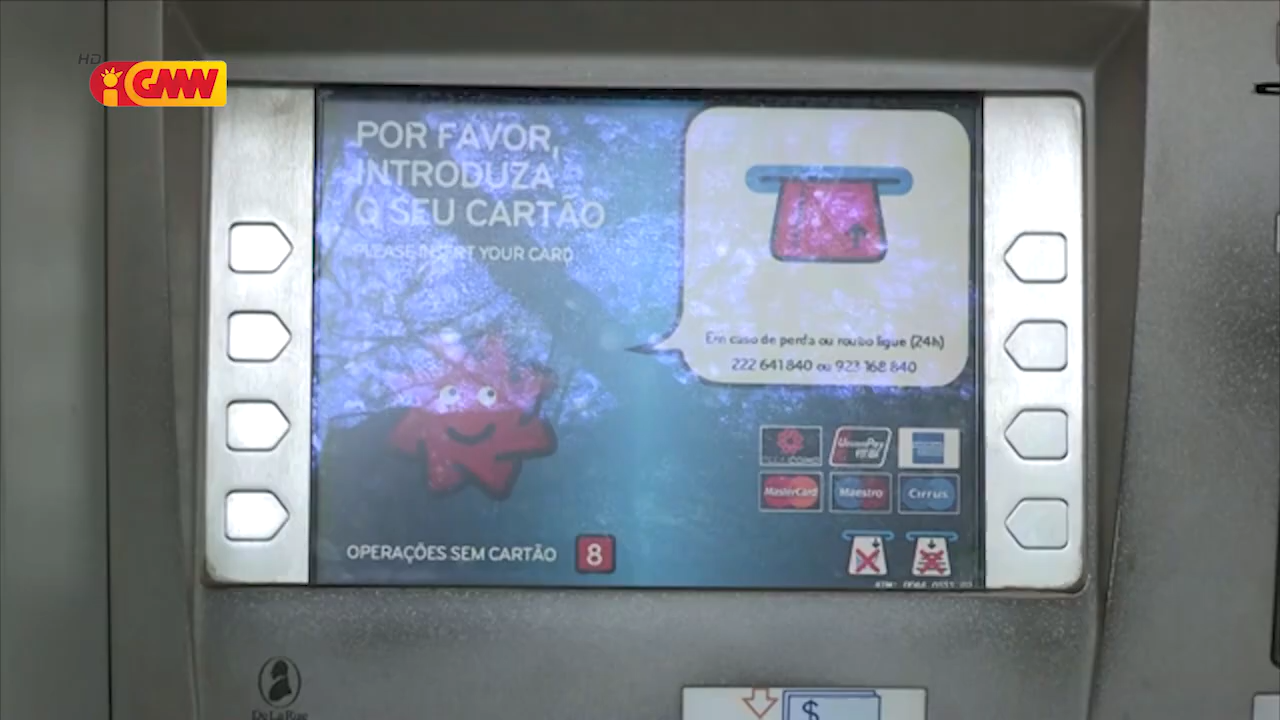 HD
GMW
POR FAVOR,
INTRODUZA
O SEU CARTÃO
PLEASE INSERT YOUR CARD
Em caso de perda ou roubo ligue (24h)
222 641 840 ou 923 168 840
UnionPay
MasterCard
Maestro
Cirrus
OPERAÇÕES SEM CARTÃO 8
De La Rue
$